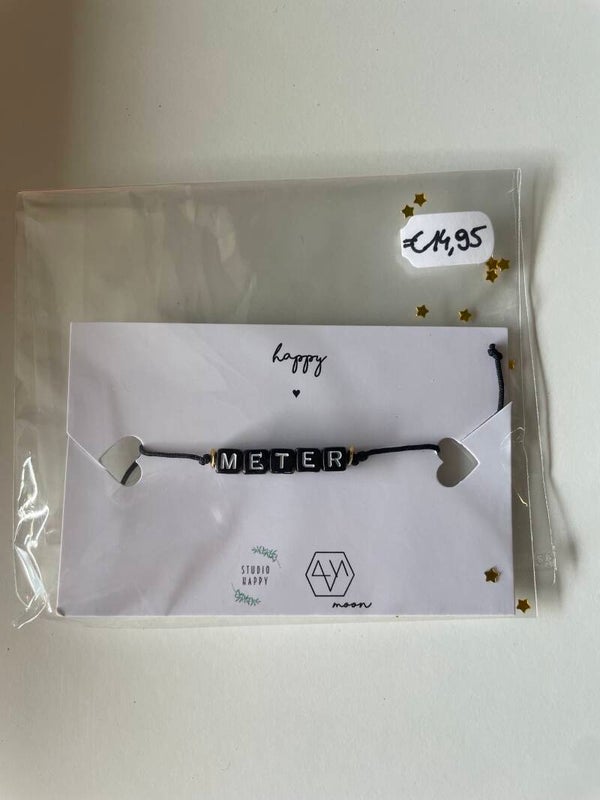 €14,95
happy
METER
STUDIO
HAPPY
moon